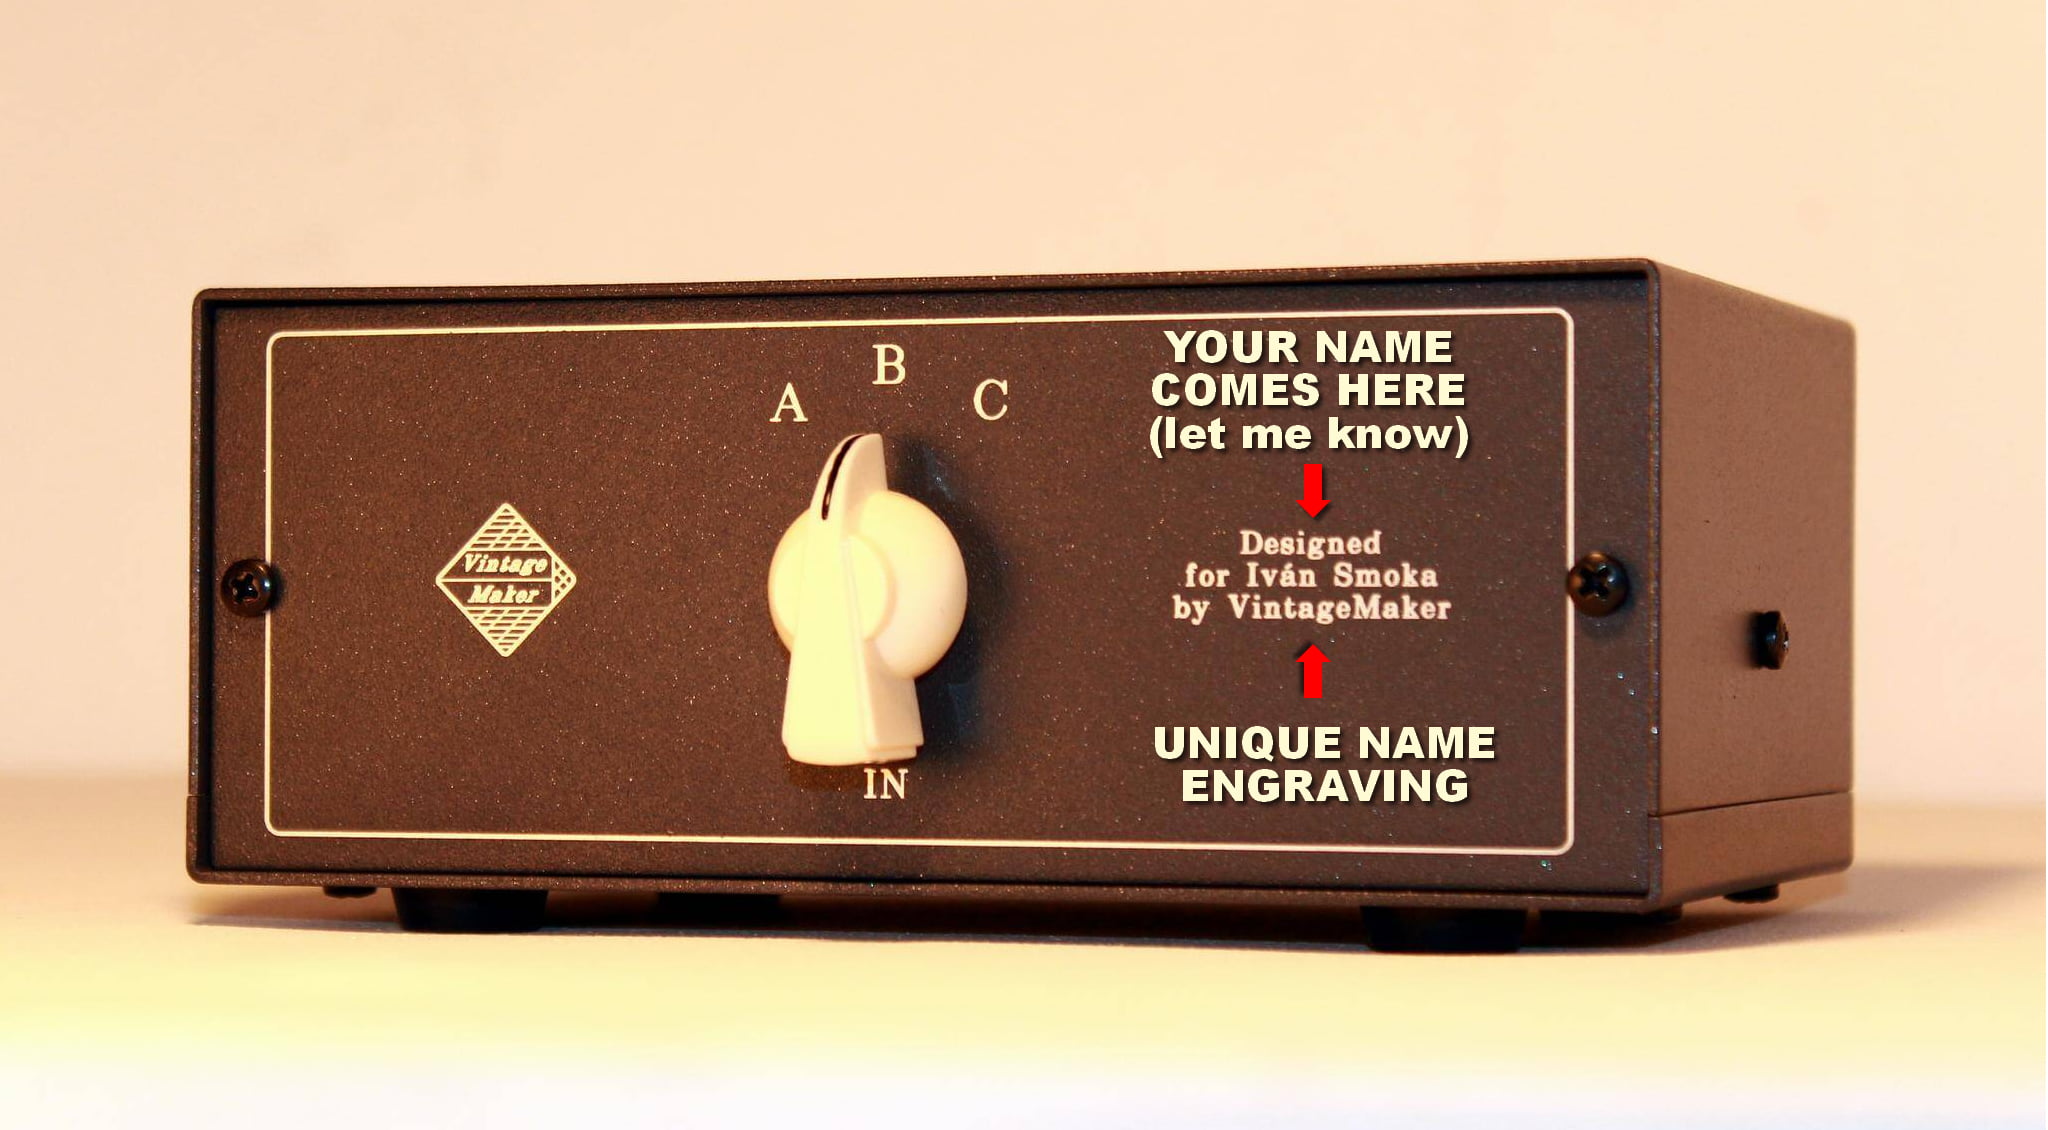 A
B
C
IN
Vintage
Maker
YOUR NAME
COMES HERE
(let me know)
Designed
for Iván Smoka
by VintageMaker
UNIQUE NAME
ENGRAVING